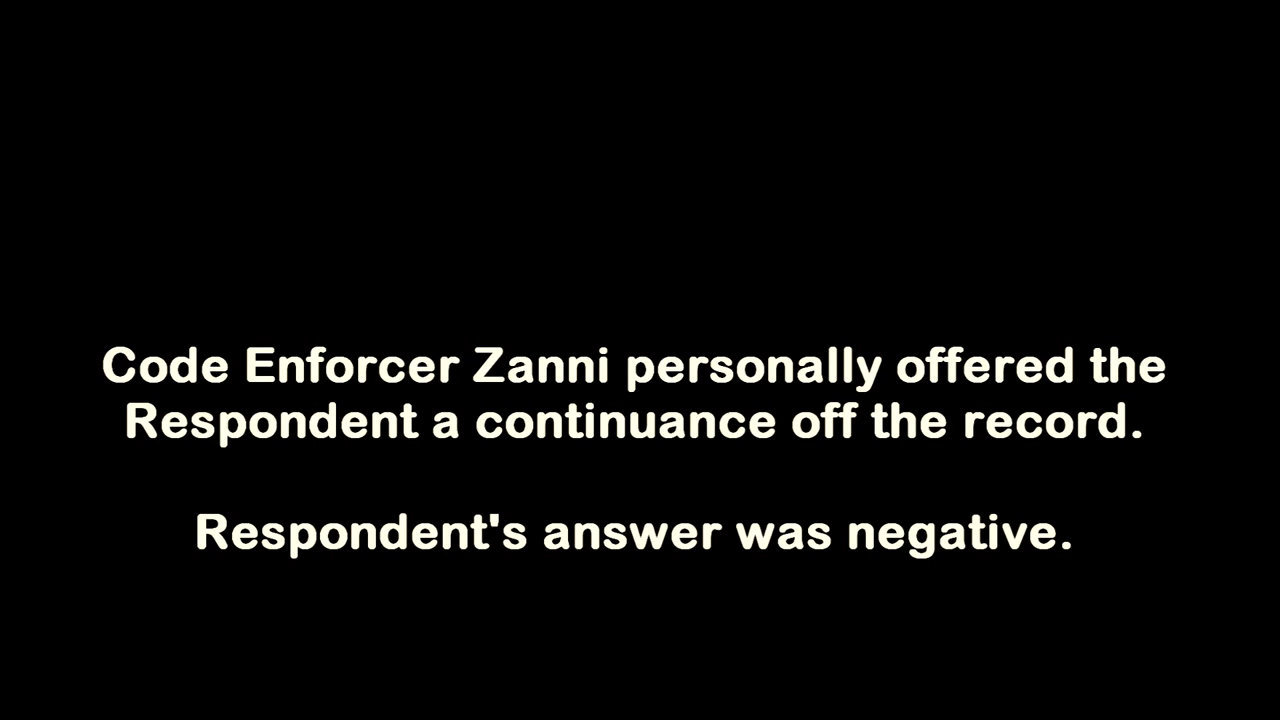 Code Enforcer Zanni personally offered the
Respondent a continuance off the record.
Respondent's answer was negative.